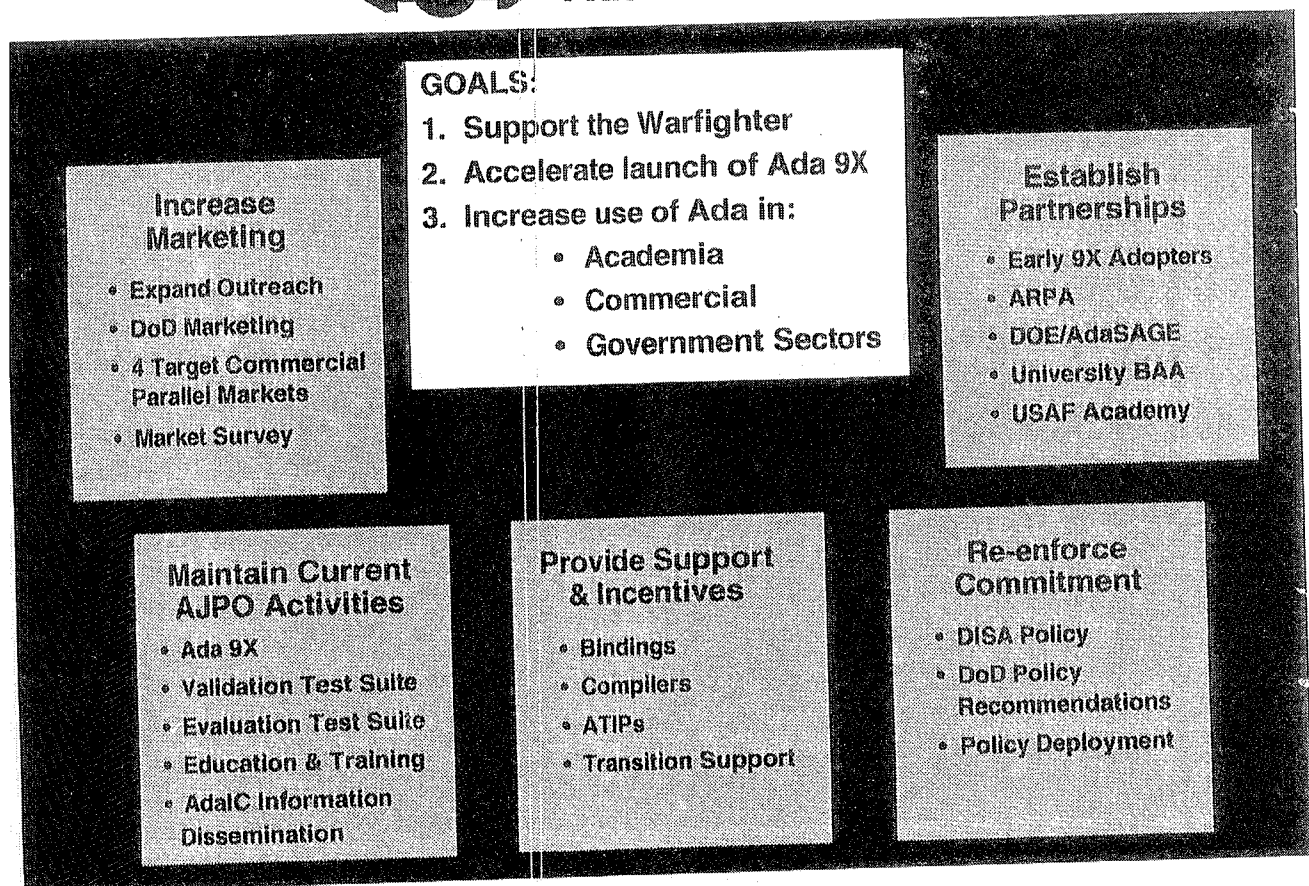 GOALS:
1. Support the Warfighter
2. Accelerate launch of Ada 9X
3. Increase use of Ada in:
• Academia
• Commercial
• Government Sectors
Increase
Marketing
• Expand Outreach
• DoD Marketing
• 4 Target Commercial
Parallel Markets
• Market Survey
Establish
Partnerships
• Early 9X Adopters
• ARPA
• DOE/AdaSAGE
• University BAA
• USAF Academy
Maintain Current
AJPO Activities
• Ada 9X
• Validation Test Suite
• Evaluation Test Suite
• Education & Training
• AdaIC Information
Dissemination
Provide Support
& Incentives
• Bindings
• Compilers
• ATIPs
• Transition Support
Re-enforce
Commitment
• DISA Policy
• DoD Policy
Recommendations
• Policy Deployment